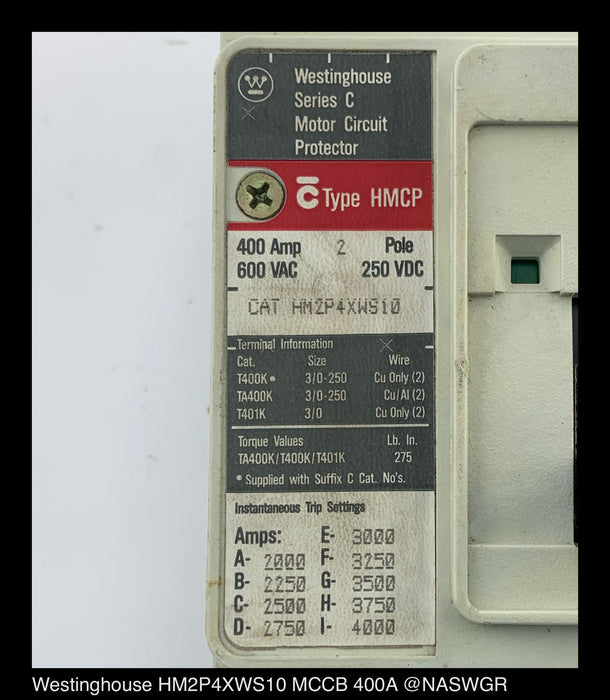 Westinghouse
Series C
Motor Circuit
Protector
C Type HMCP
400 Amp 2 Pole
600 VAC 250 VDC
CAT HM2P4XWS10
Terminal Information
Cat. Size Wire
T400K• 3/0-250 Cu Only (2)
TA400K 3/0-250 Cu/Al (2)
T401K 3/0 Cu Only (2)
Torque Values Lb. In.
TA400K/T400K/T401K 275
• Supplied with Suffix C Cat. No's.
Instantaneous Trip Settings
Amps: E- 3000
A- 2000 F- 3250
B- 2250 G- 3500
C- 2500 H- 3750
D- 2750 I- 4000
Westinghouse HM2P4XWS10 MCCB 400A @NASWGR